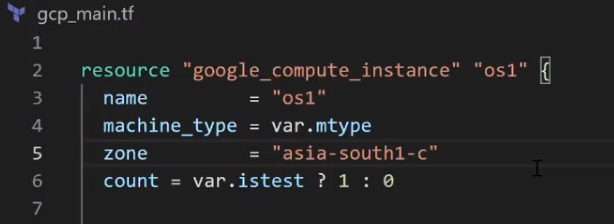 gcp_main.tf
1
2 resource "google_compute_instance" "os1" {
3 name = "os1"
4 machine_type = var.mtype
5 zone = "asia-south1-c"
6 count = var.istest ? 1 : 0
7